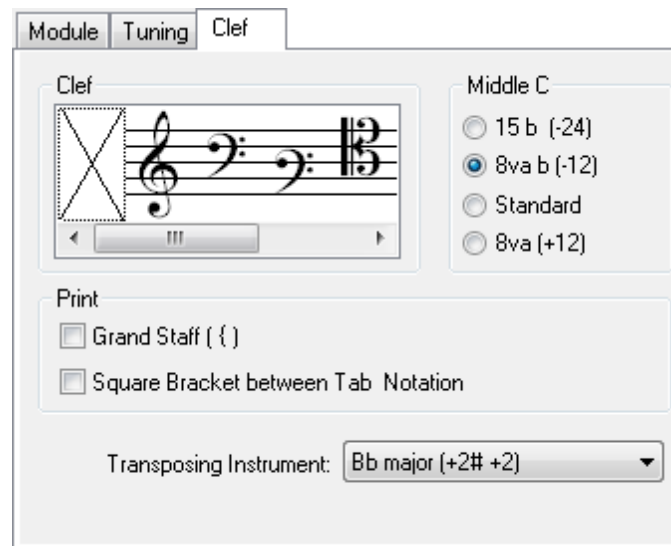 Module Tuning Clef
Clef
Middle C
15 b (-24)
8va b (-12)
Standard
8va (+12)
Print
Grand Staff ( { )
Square Bracket between Tab Notation
Transposing Instrument: Bb major (+2# +2)